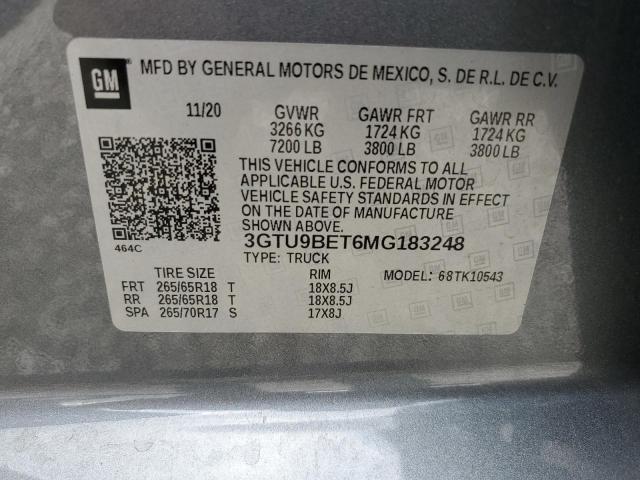 GM
MFD BY GENERAL MOTORS DE MEXICO, S. DE R.L. DE C.V.
11/20 GVWR GAWR FRT GAWR RR
3266 KG 1724 KG 1724 KG
7200 LB 3800 LB 3800 LB
THIS VEHICLE CONFORMS TO ALL
APPLICABLE U.S. FEDERAL MOTOR
VEHICLE SAFETY STANDARDS IN EFFECT
ON THE DATE OF MANUFACTURE
SHOWN ABOVE.
464C
3GTU9BET6MG183248
TYPE: TRUCK MODEL: 68TK10543
TIRE SIZE RIM
FRT 265/65R18 T 18X8.5J
RR 265/65R18 T 18X8.5J
SPA 265/70R17 S 17X8J